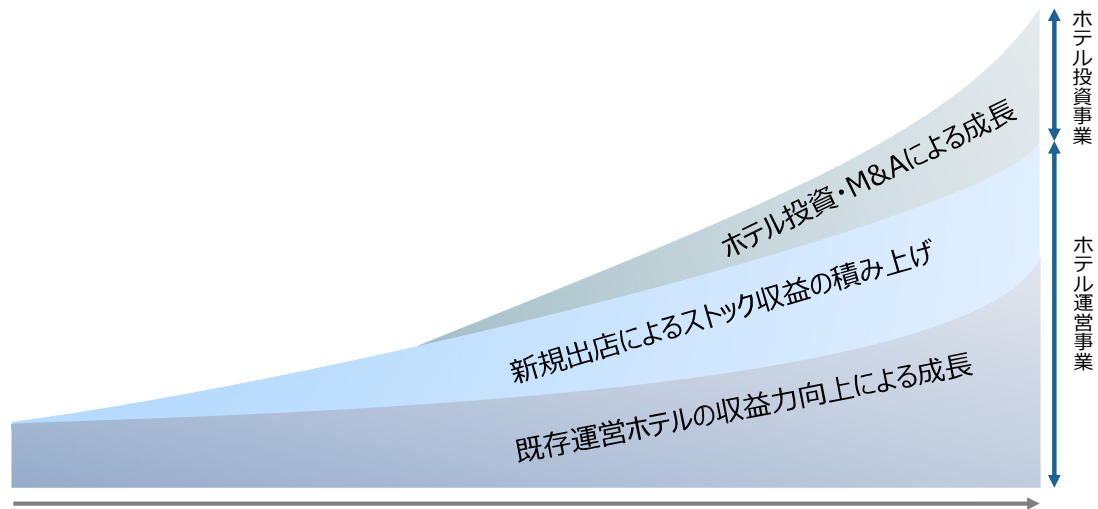 ホテル投資・M&Aによる成長
新規出店によるストック収益の積み上げ
既存運営ホテルの収益力向上による成長
ホテル投資事業
ホテル運営事業